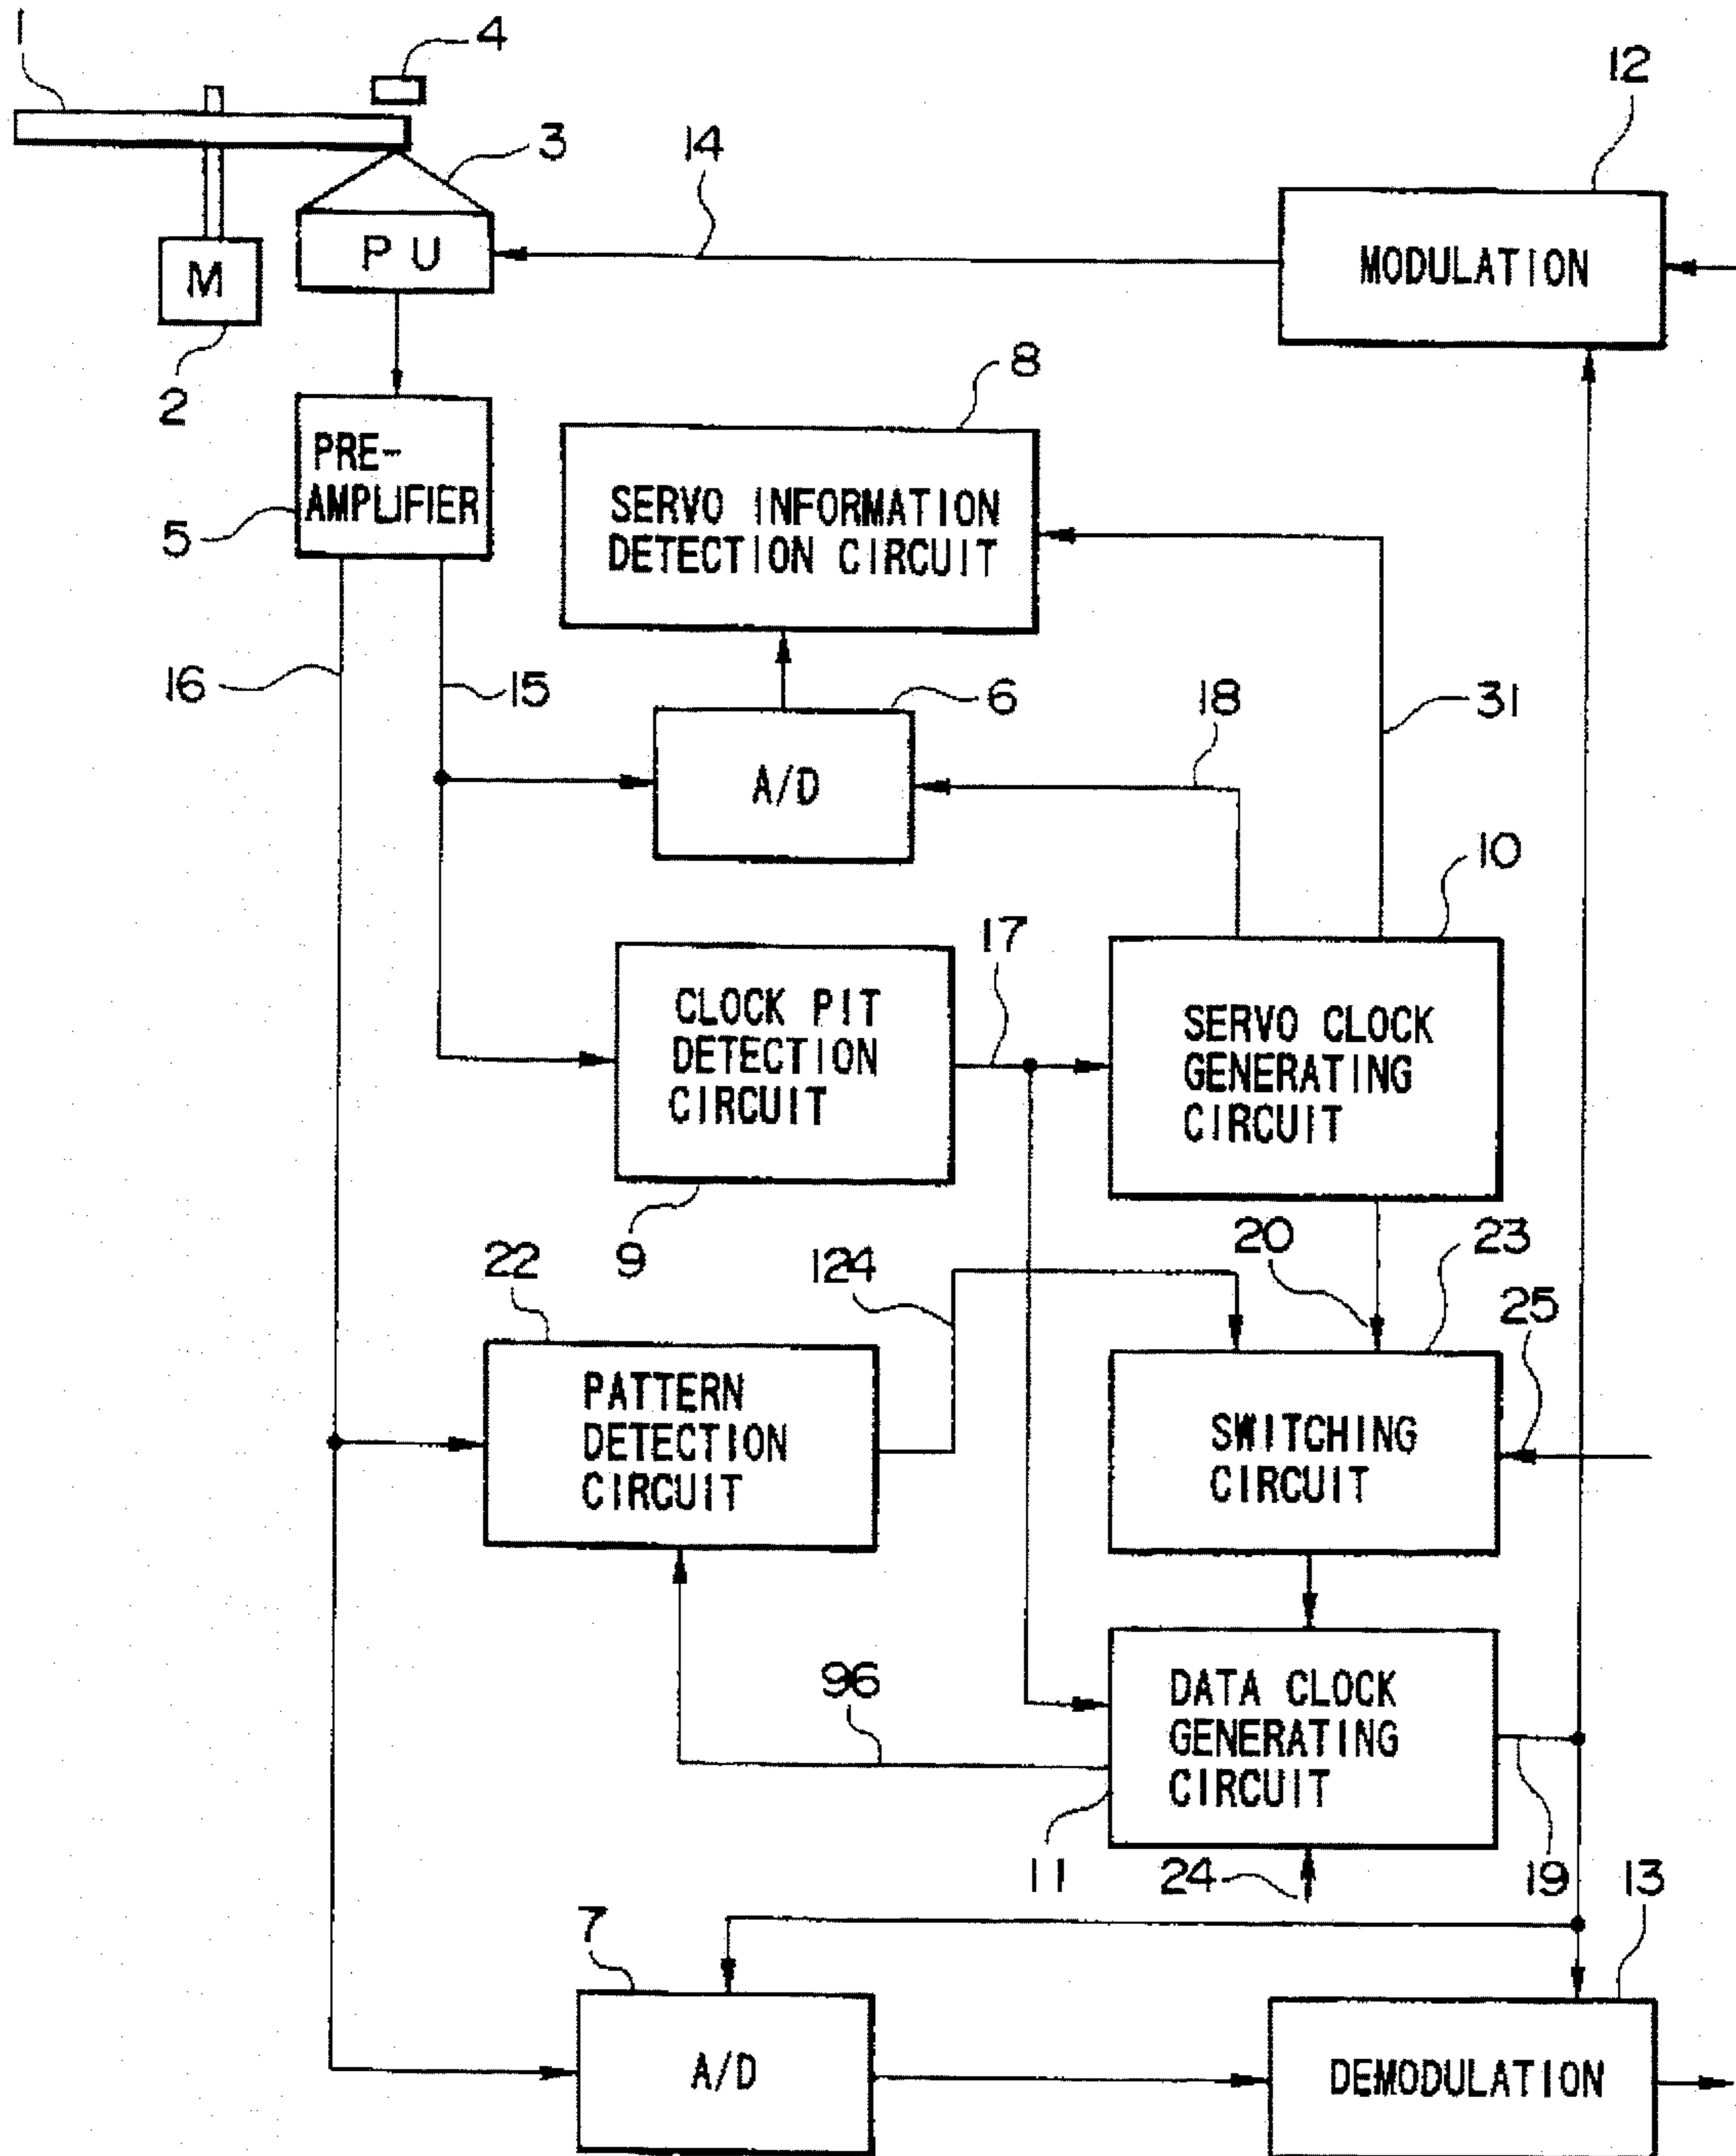 1
4
12
3
14
PU
MODULATION
M
2
8
PRE-
AMPLIFIER
5
SERVO INFORMATION
DETECTION CIRCUIT
16
15
6
18
31
A/D
10
17
CLOCK PIT
DETECTION
CIRCUIT
SERVO CLOCK
GENERATING
CIRCUIT
9
22
124
20
23
25
PATTERN
DETECTION
CIRCUIT
SWITCHING
CIRCUIT
96
DATA CLOCK
GENERATING
CIRCUIT
11
24
19
13
7
A/D
DEMODULATION